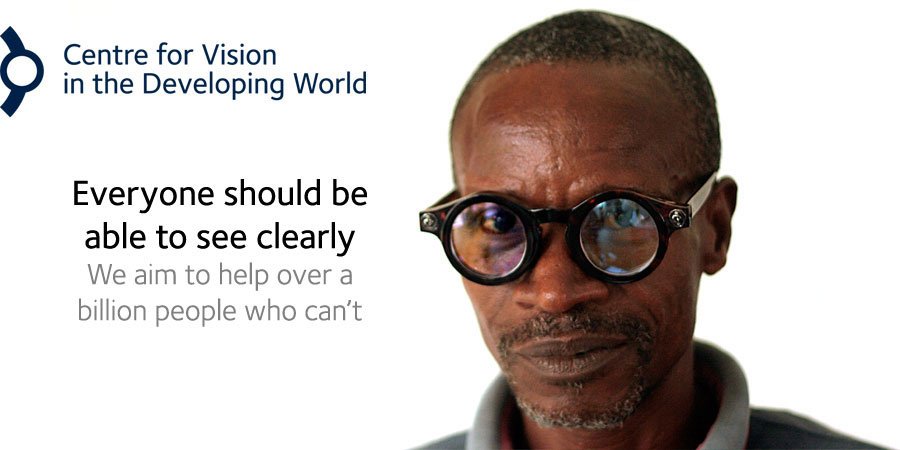 Centre for Vision
in the Developing World
Everyone should be
able to see clearly
We aim to help over a
billion people who can't